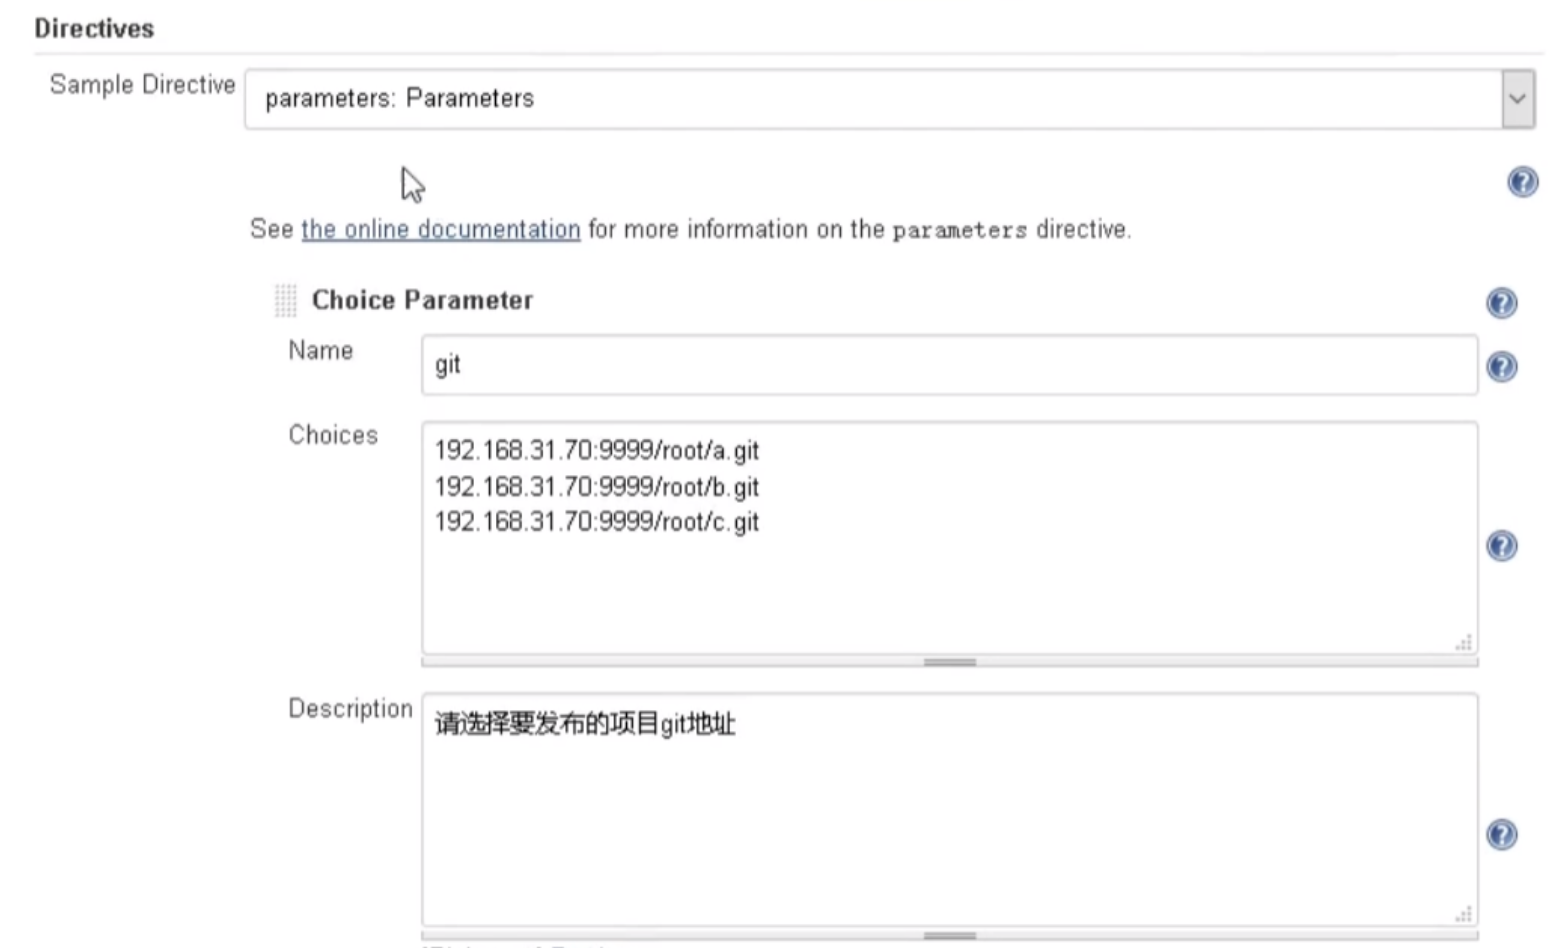 Directives
Sample Directive
parameters: Parameters
See the online documentation for more information on the parameters directive.
Choice Parameter
Name
git
Choices
192.168.31.70:9999/root/a.git
192.168.31.70:9999/root/b.git
192.168.31.70:9999/root/c.git
Description
请选择要发布的项目git地址